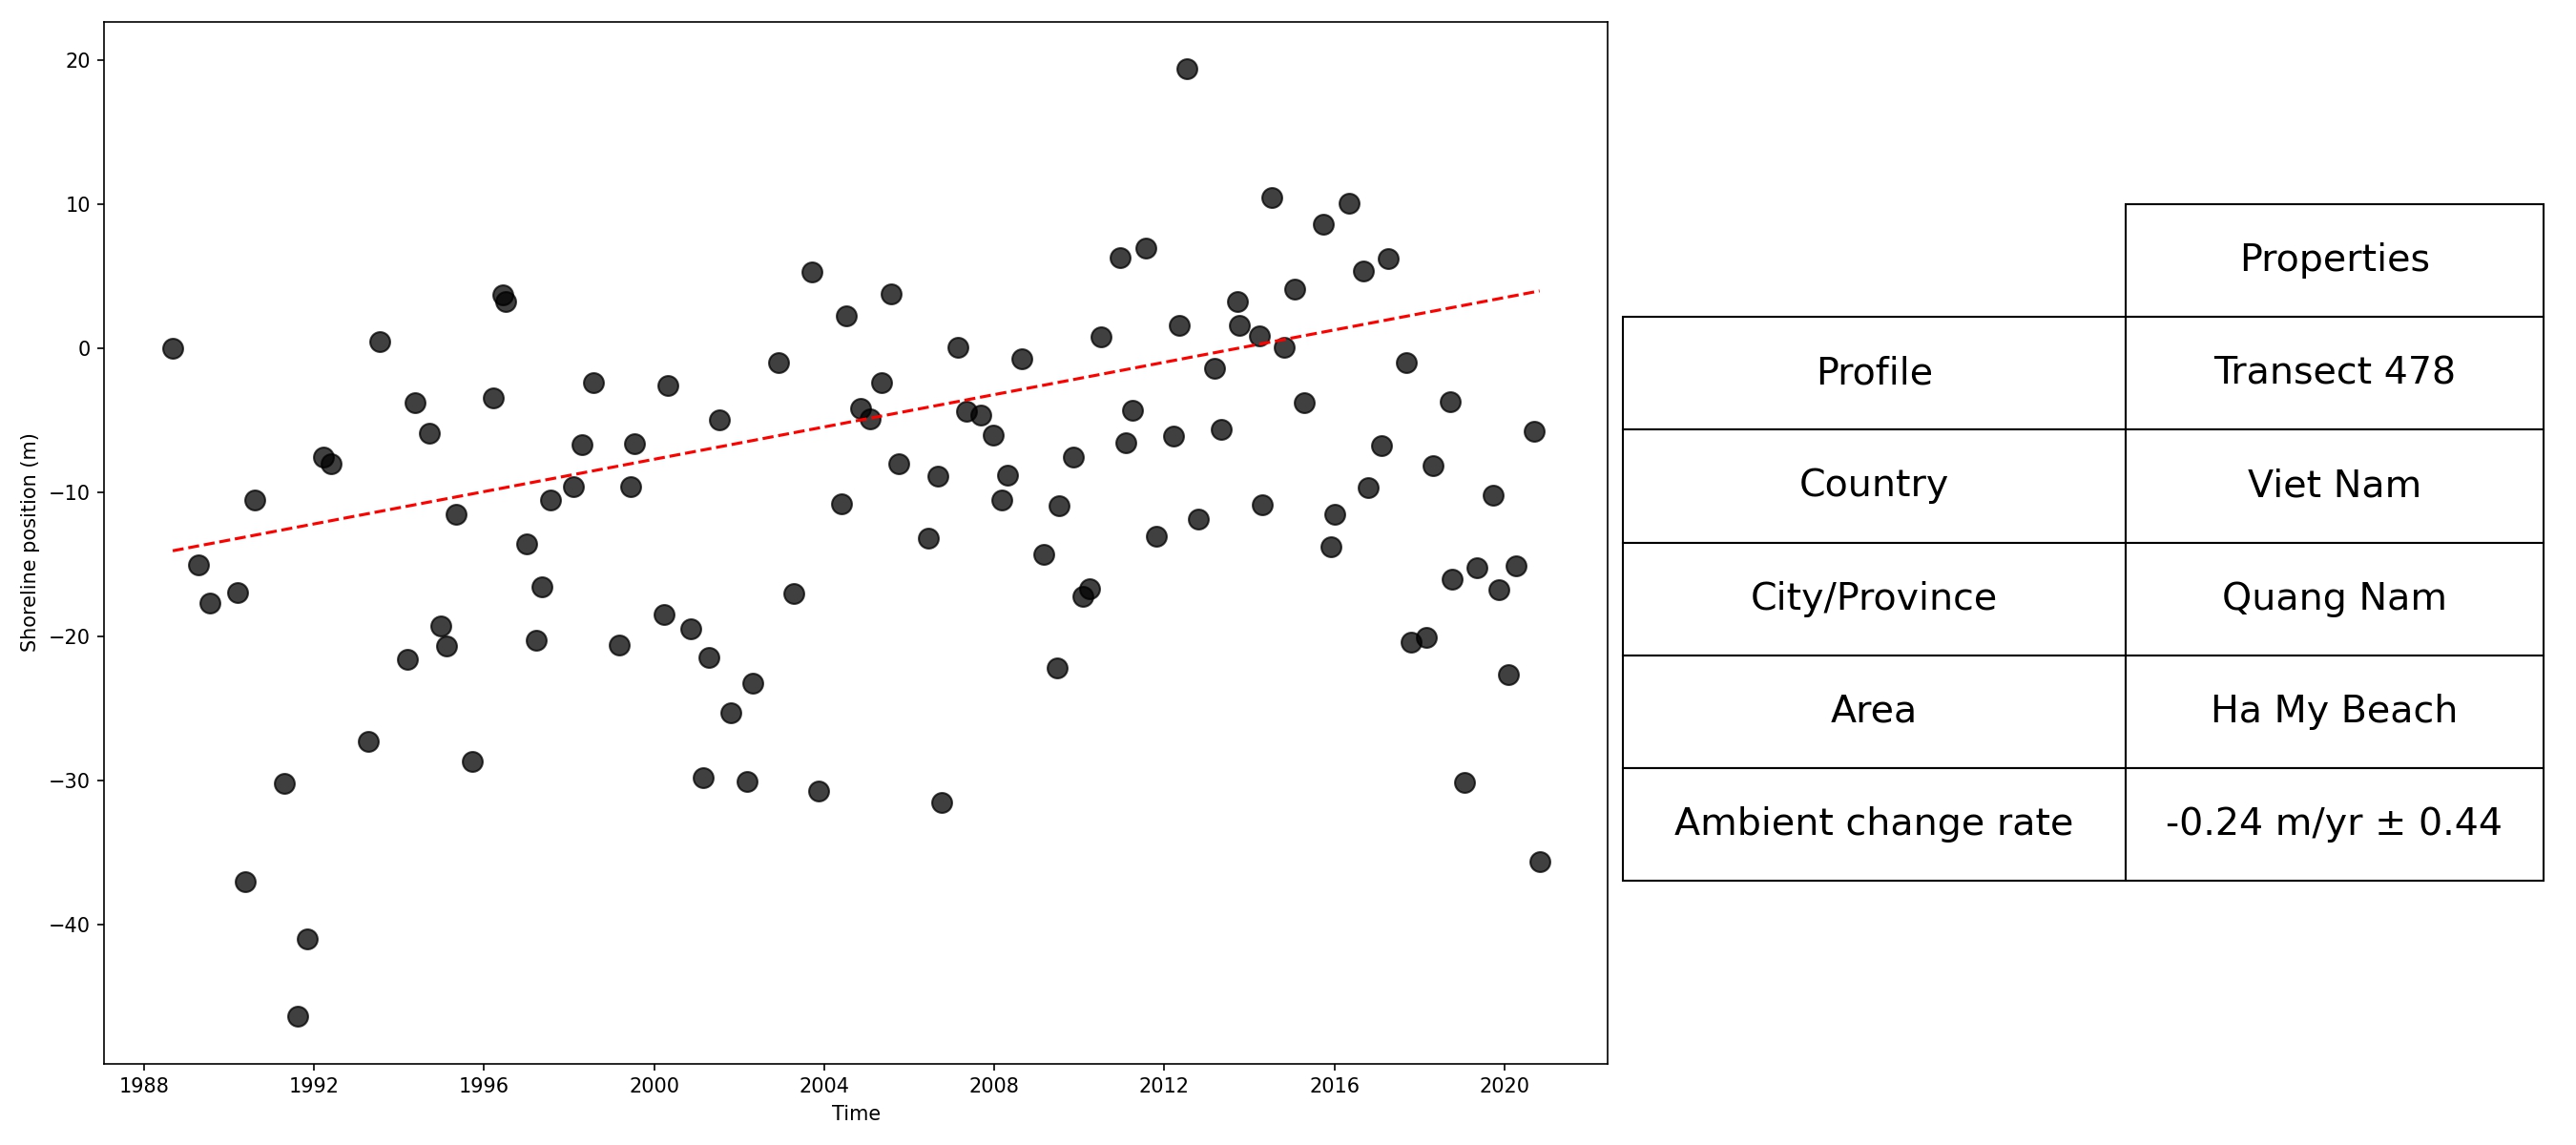 20
10
0
−10
−20
−30
−40
Shoreline position (m)
1988 1992 1996 2000 2004 2008 2012 2016 2020
Time
Properties
Profile Transect 478
Country Viet Nam
City/Province Quang Nam
Area Ha My Beach
Ambient change rate -0.24 m/yr ± 0.44